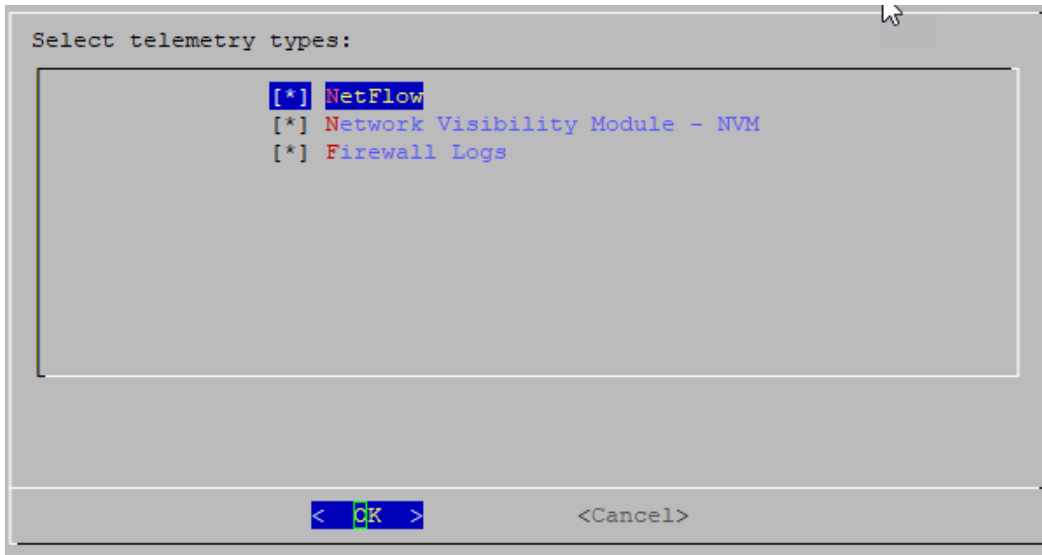 Select telemetry types:
[*] NetFlow
[*] Network Visibility Module - NVM
[*] Firewall Logs
< OK > <Cancel>